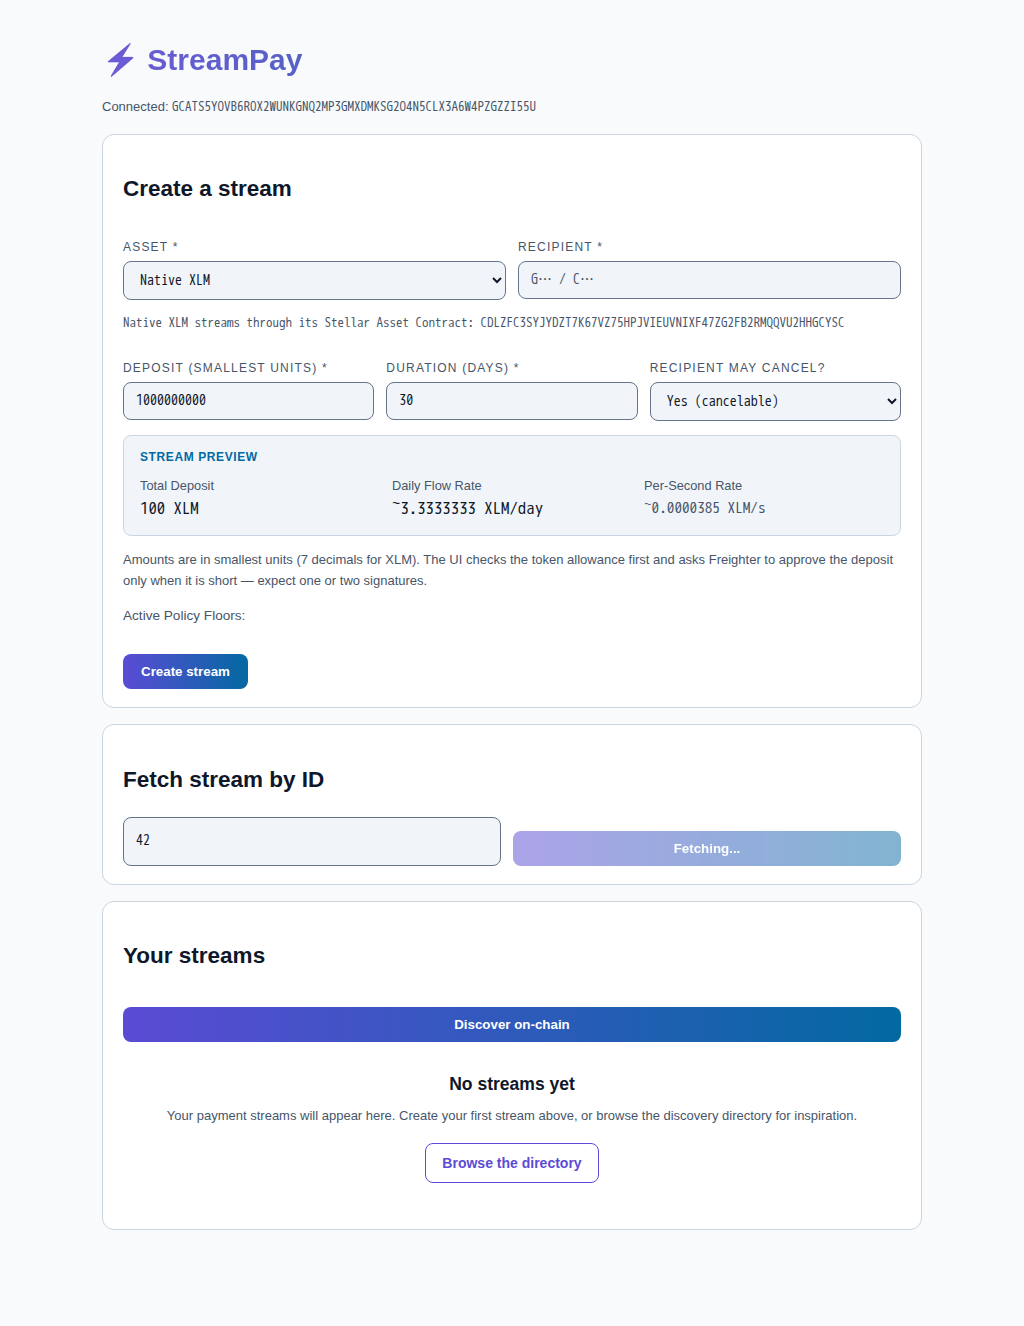 ⚡ StreamPay
Connected: GCATS5YOVB6ROX2WUNKGNQ2MP3GMXDMKSG2O4N5CLX3A6W4PZGZZI55U
Create a stream
ASSET *
RECIPIENT *
Native XLM
G… / C…
Native XLM streams through its Stellar Asset Contract: CDLZFC3SYJYDZT7K67VZ75HPJVIEUVNIXF47ZG2FB2RMQQVU2HHGCYSC
DEPOSIT (SMALLEST UNITS) *
DURATION (DAYS) *
RECIPIENT MAY CANCEL?
1000000000
30
Yes (cancelable)
STREAM PREVIEW
Total Deposit
Daily Flow Rate
Per-Second Rate
100 XLM
~3.3333333 XLM/day
~0.0000385 XLM/s
Amounts are in smallest units (7 decimals for XLM). The UI checks the token allowance first and asks Freighter to approve the deposit
only when it is short — expect one or two signatures.
Active Policy Floors:
Create stream
Fetch stream by ID
42
Fetching...
Your streams
Discover on-chain
No streams yet
Your payment streams will appear here. Create your first stream above, or browse the discovery directory for inspiration.
Browse the directory